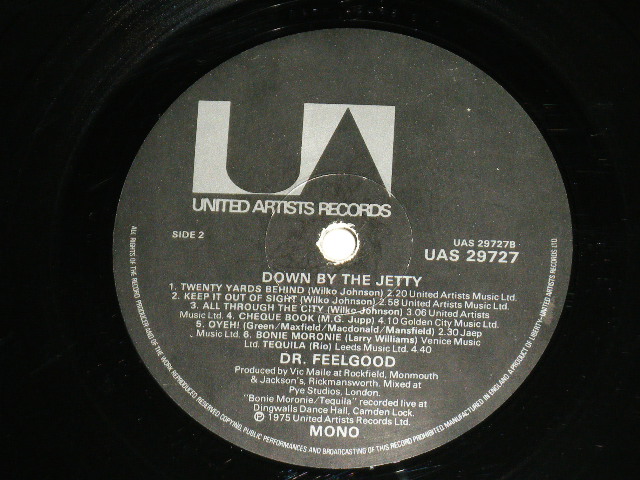 UA
UNITED ARTISTS RECORDS
SIDE 2
UAS 29727B
UAS 29727
DOWN BY THE JETTY
1. TWENTY YARDS BEHIND (Wilko Johnson) 2.20 United Artists Music Ltd.
2. KEEP IT OUT OF SIGHT (Wilko Johnson) 2.58 United Artists Music Ltd.
3. ALL THROUGH THE CITY (Wilko Johnson) 3.06 United Artists
Music Ltd. 4. CHEQUE BOOK (M.G. Jupp) 4.10 Golden City Music Ltd.
5. OYEH! (Green/Maxfield/Macdonald/Mansfield) 2.30 Jaep
Music Ltd. 6. BONIE MORONIE (Larry Williams) Venice Music
Ltd. TEQUILA (Rio) Leeds Music Ltd. 4.40
DR. FEELGOOD
Produced by Vic Maile at Rockfield, Monmouth
& Jackson's, Rickmansworth. Mixed at
Pye Studios, London.
"Bonie Moronie/Tequila" recorded live at
Dingwalls Dance Hall, Camden Lock.
℗ 1975 United Artists Records Ltd.
MONO
ALL RIGHTS OF THE RECORD PRODUCER AND OF THE WORK REPRODUCED RESERVED COPYING PUBLIC PERFORMANCES AND BROADCASTING OF THIS RECORD PROHIBITED MANUFACTURED IN ENGLAND. A PRODUCT OF LIBERTY-UNITED ARTISTS RECORDS LTD.